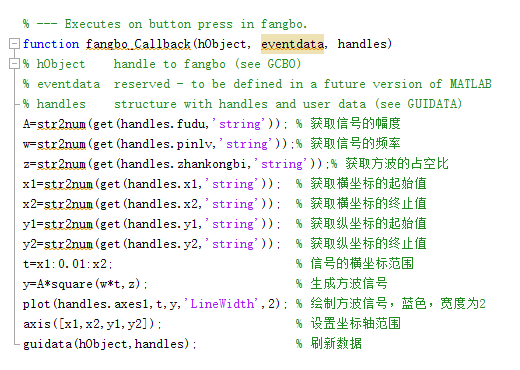 % --- Executes on button press in fangbo.
function fangbo_Callback(hObject, eventdata, handles)
% hObject    handle to fangbo (see GCBO)
% eventdata  reserved - to be defined in a future version of MATLAB
% handles    structure with handles and user data (see GUIDATA)
A=str2num(get(handles.fudu,'string')); % 获取信号的幅度
w=str2num(get(handles.pinlv,'string')); %获取信号的频率
z=str2num(get(handles.zhankongbi,'string'));% 获取方波的占空比
x1=str2num(get(handles.x1,'string'));  % 获取横坐标的起始值
x2=str2num(get(handles.x2,'string'));  % 获取横坐标的终止值
y1=str2num(get(handles.y1,'string'));  % 获取纵坐标的起始值
y2=str2num(get(handles.y2,'string'));  % 获取纵坐标的终止值
t=x1:0.01:x2;                          % 信号的横坐标范围
y=A*square(w*t,z);                     % 生成方波信号
plot(handles.axes1,t,y,'LineWidth',2); % 绘制方波信号，蓝色，宽度为2
axis([x1,x2,y1,y2]);                   % 设置坐标轴范围
guidata(hObject,handles);              % 刷新数据